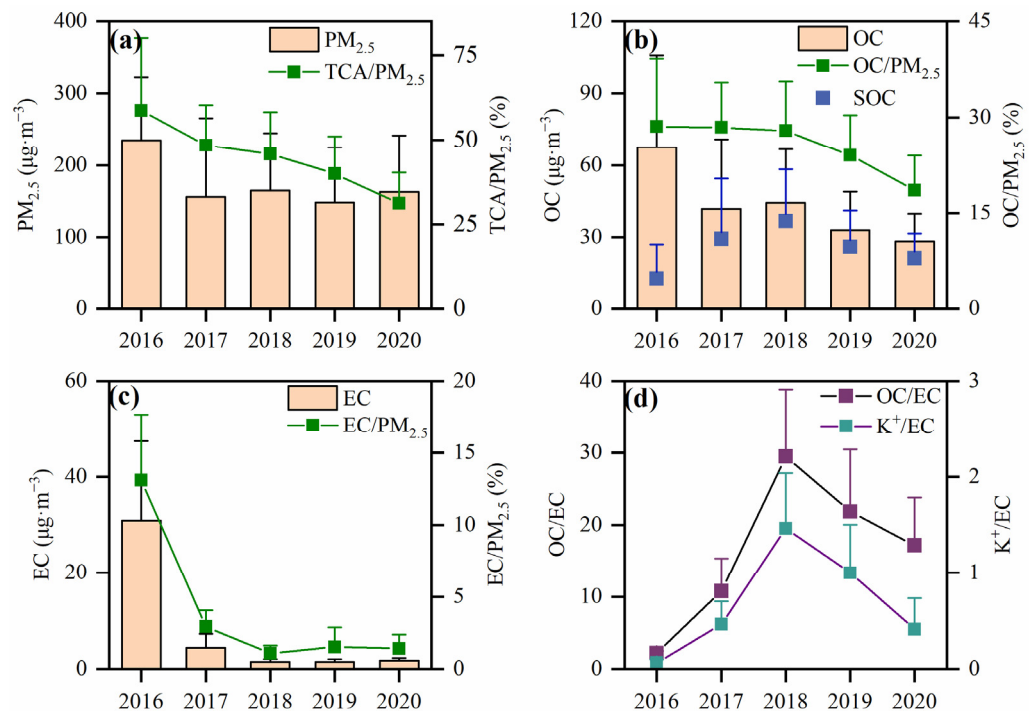 (a)
PM2.5
TCA/PM2.5
PM2.5 (μg·m−3)
400
300
200
100
0
TCA/PM2.5 (%)
75
50
25
0
2016 2017 2018 2019 2020
(b)
OC
OC/PM2.5
SOC
OC (μg·m−3)
120
90
60
30
0
OC/PM2.5 (%)
45
30
15
0
2016 2017 2018 2019 2020
(c)
EC
EC/PM2.5
EC (μg·m−3)
60
40
20
0
EC/PM2.5 (%)
20
15
10
5
0
2016 2017 2018 2019 2020
(d)
OC/EC
K+/EC
OC/EC
40
30
20
10
0
K+/EC
3
2
1
0
2016 2017 2018 2019 2020